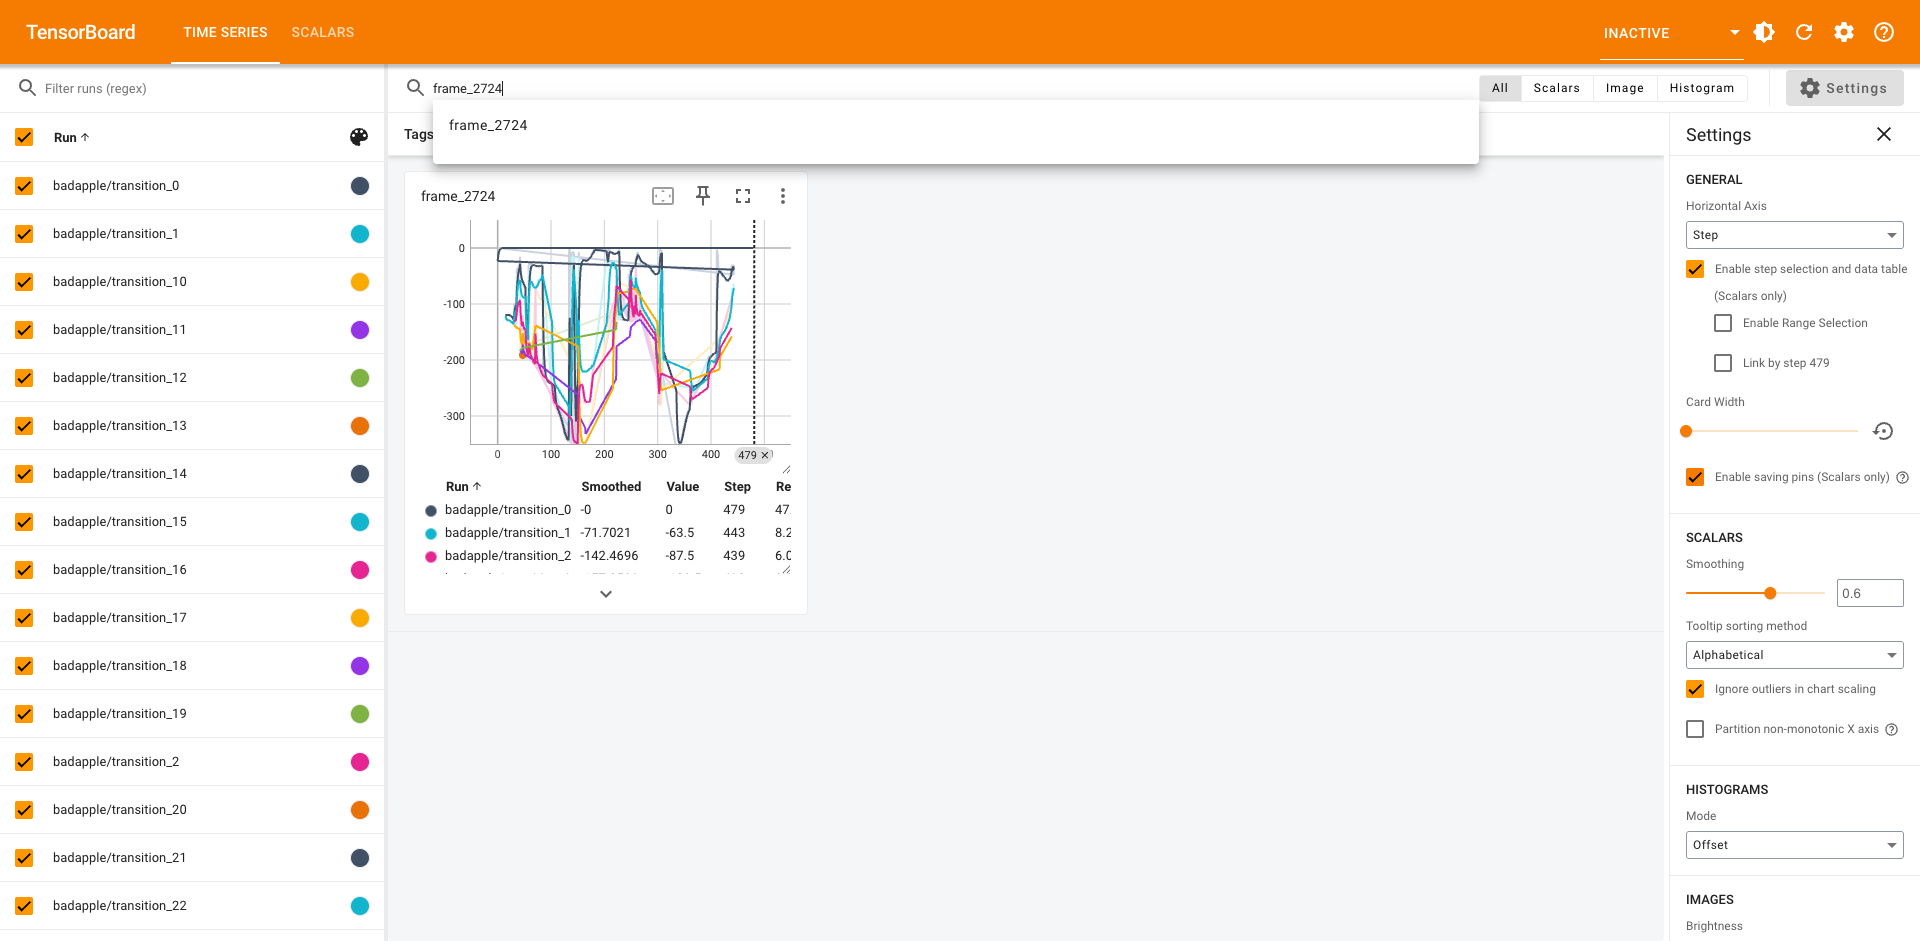 TensorBoard
TIME SERIES
SCALARS
INACTIVE
Filter runs (regex)
frame_2724
All
Scalars
Image
Histogram
Settings
frame_2724
Run
Tags
Settings
badapple/transition_0
badapple/transition_1
badapple/transition_10
badapple/transition_11
badapple/transition_12
badapple/transition_13
badapple/transition_14
badapple/transition_15
badapple/transition_16
badapple/transition_17
badapple/transition_18
badapple/transition_19
badapple/transition_2
badapple/transition_20
badapple/transition_21
badapple/transition_22
frame_2724
0
-100
-200
-300
0 100 200 300 400 479
Run Smoothed Value Step Re
badapple/transition_0 -0 0 479 47.
badapple/transition_1 -71.7021 -63.5 443 8.2
badapple/transition_2 -142.4696 -87.5 439 6.0
GENERAL
Horizontal Axis
Step
Enable step selection and data table
(Scalars only)
Enable Range Selection
Link by step 479
Card Width
Enable saving pins (Scalars only)
SCALARS
Smoothing
0.6
Tooltip sorting method
Alphabetical
Ignore outliers in chart scaling
Partition non-monotonic X axis
HISTOGRAMS
Mode
Offset
IMAGES
Brightness